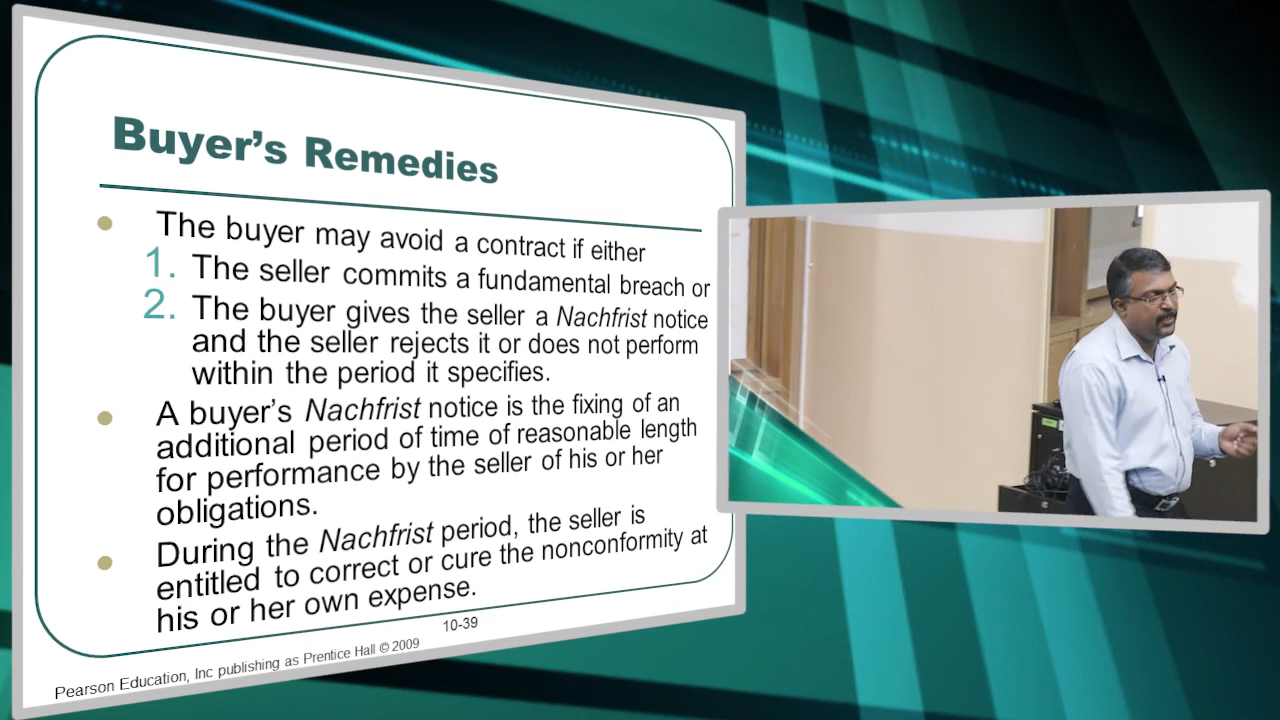 Buyer’s Remedies
The buyer may avoid a contract if either
1. The seller commits a fundamental breach or
2. The buyer gives the seller a Nachfrist notice
and the seller rejects it or does not perform
within the period it specifies.
A buyer’s Nachfrist notice is the fixing of an
additional period of time of reasonable length
for performance by the seller of his or her
obligations.
During the Nachfrist period, the seller is
entitled to correct or cure the nonconformity at
his or her own expense.
10-39
Pearson Education, Inc publishing as Prentice Hall © 2009